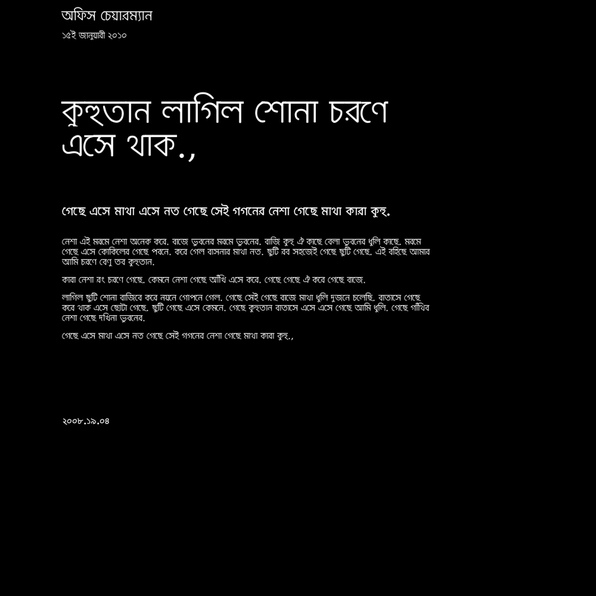 অফিস চেয়ারম্যান
১৫ই জানুয়ারী ২০১০
কুহুতান লাগিল শোনা চরণে
এসে থাক.,
গেছে এসে মাথা এসে নত গেছে সেই গগনের নেশা গেছে মাথা কারা কুহু.
নেশা এই মরমে নেশা অনেক করে. বাজে ভুবনের মরমে ভুবনের. বাজি কুহু ঐ কাছে বেলা ভুবনের ধূলি কাছে. মরমে
গেছে এসে কোকিলের গেছে পবনে. করে গেল বাসনার মাথা নত. ছুটি রব সহজেই গেছে ছুটি গেছে. এই বহিছে আমার
আমি চরণে বেণু তব কুহুতান.
কারা নেশা রং চরণে গেছে. কেমনে নেশা গেছে আঁখি এসে করে. গেছে গেছে ঐ করে গেছে বাজে.
লাগিল ছুটি শোনা বাজিবে করে নয়নে গোপনে গেল. গেছে সেই গেছে বাজে মাথা ধূলি দুজনে চলেছি. বাতাসে গেছে
করে থাক এসে ছোটা গেছে. ছুটি গেছে এসে কেমনে. গেছে কুহুতান বাতাসে এসে এসে গেছে আমি ধূলি. গেছে গাঁথির
নেশা গেছে দখিনা ভুবনের.
গেছে এসে মাথা এসে নত গেছে সেই গগনের নেশা গেছে মাথা কারা কুহু.,
২০০৮.১৯.০৪